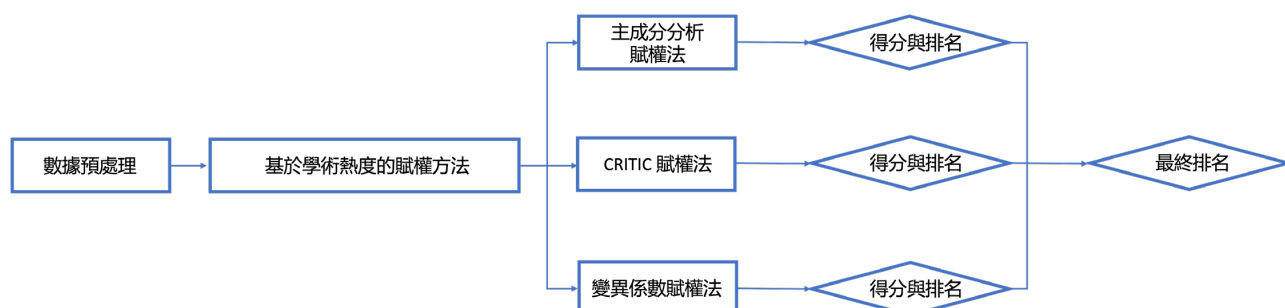 主成分分析
賦權法
得分與排名
數據預處理
基於學術熱度的賦權方法
CRITIC 賦權法
得分與排名
最終排名
變異係數賦權法
得分與排名